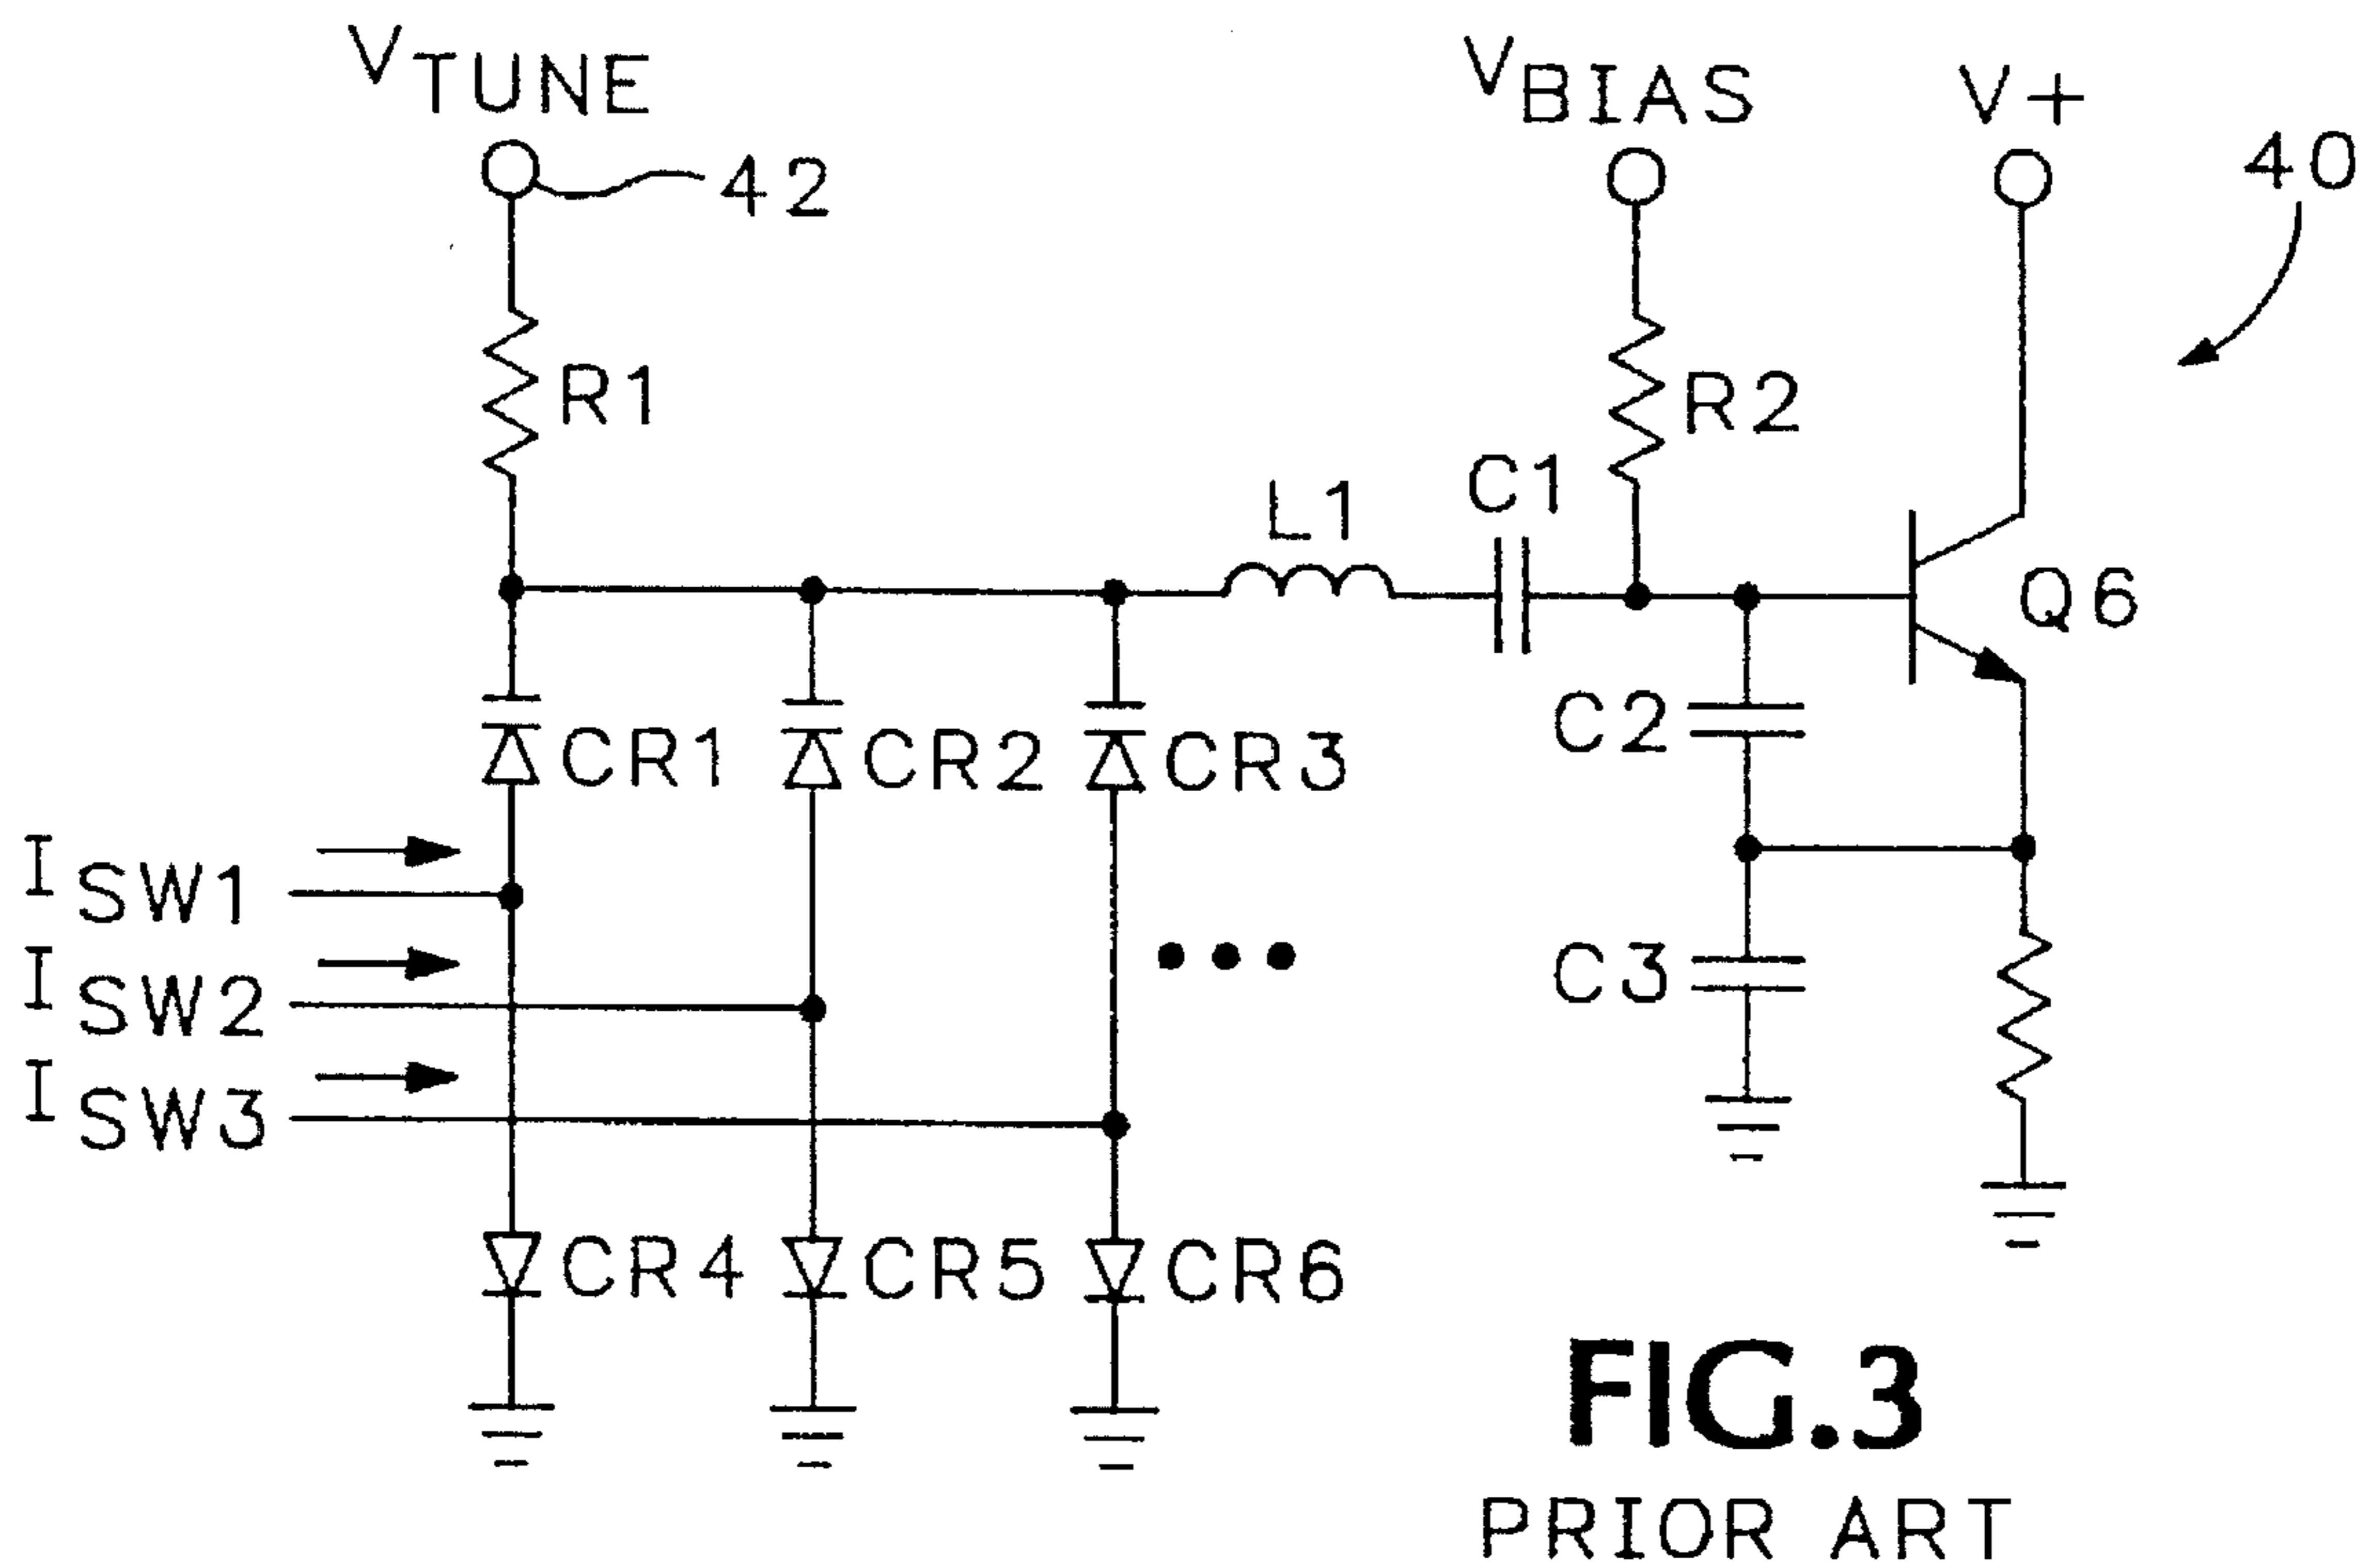 VTUNE
VBIAS
V+
42
40
R1
R2
L1
C1
Q6
CR1
CR2
CR3
C2
ISW1
ISW2
ISW3
C3
CR4
CR5
CR6
FIG.3
PRIOR ART